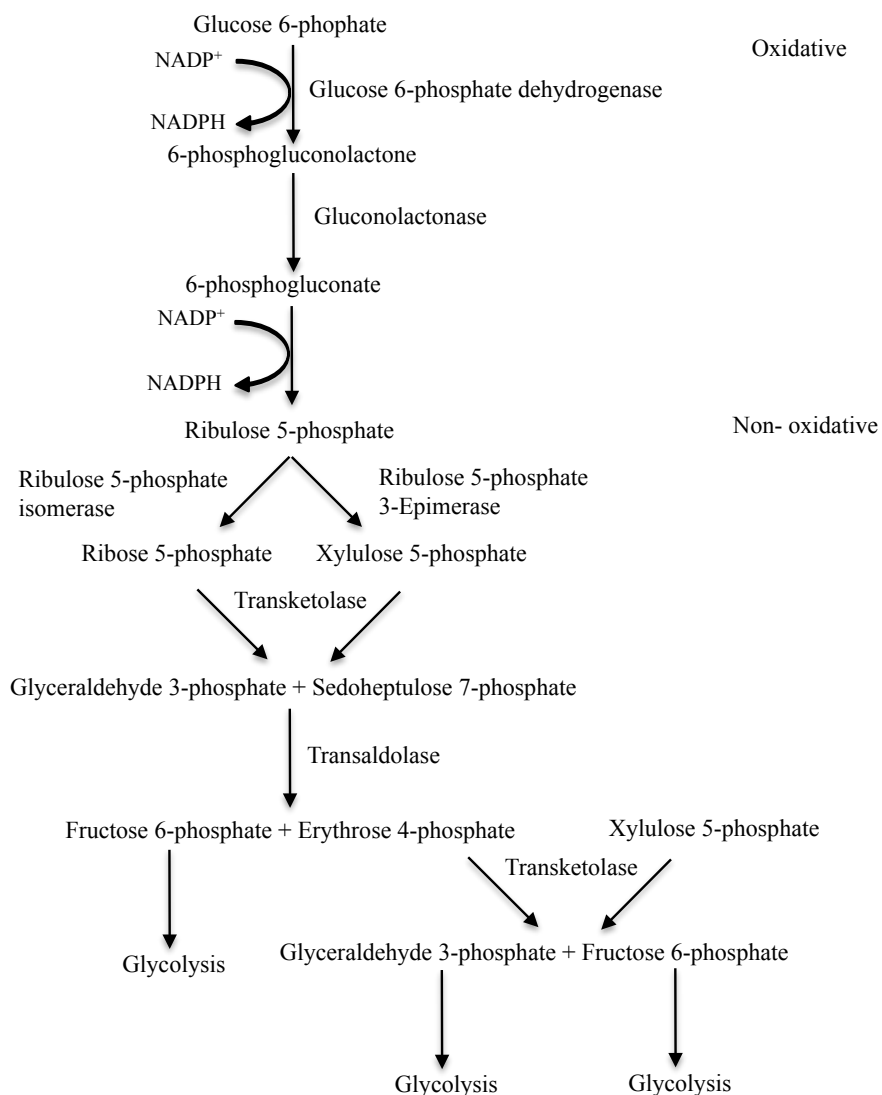 Glucose 6-phophate
Oxidative
NADP+
Glucose 6-phosphate dehydrogenase
NADPH
6-phosphogluconolactone
Gluconolactonase
6-phosphogluconate
NADP+
NADPH
Ribulose 5-phosphate
Non- oxidative
Ribulose 5-phosphate
isomerase
Ribulose 5-phosphate
3-Epimerase
Ribose 5-phosphate
Xylulose 5-phosphate
Transketolase
Glyceraldehyde 3-phosphate + Sedoheptulose 7-phosphate
Transaldolase
Fructose 6-phosphate + Erythrose 4-phosphate
Xylulose 5-phosphate
Transketolase
Glycolysis
Glyceraldehyde 3-phosphate + Fructose 6-phosphate
Glycolysis
Glycolysis